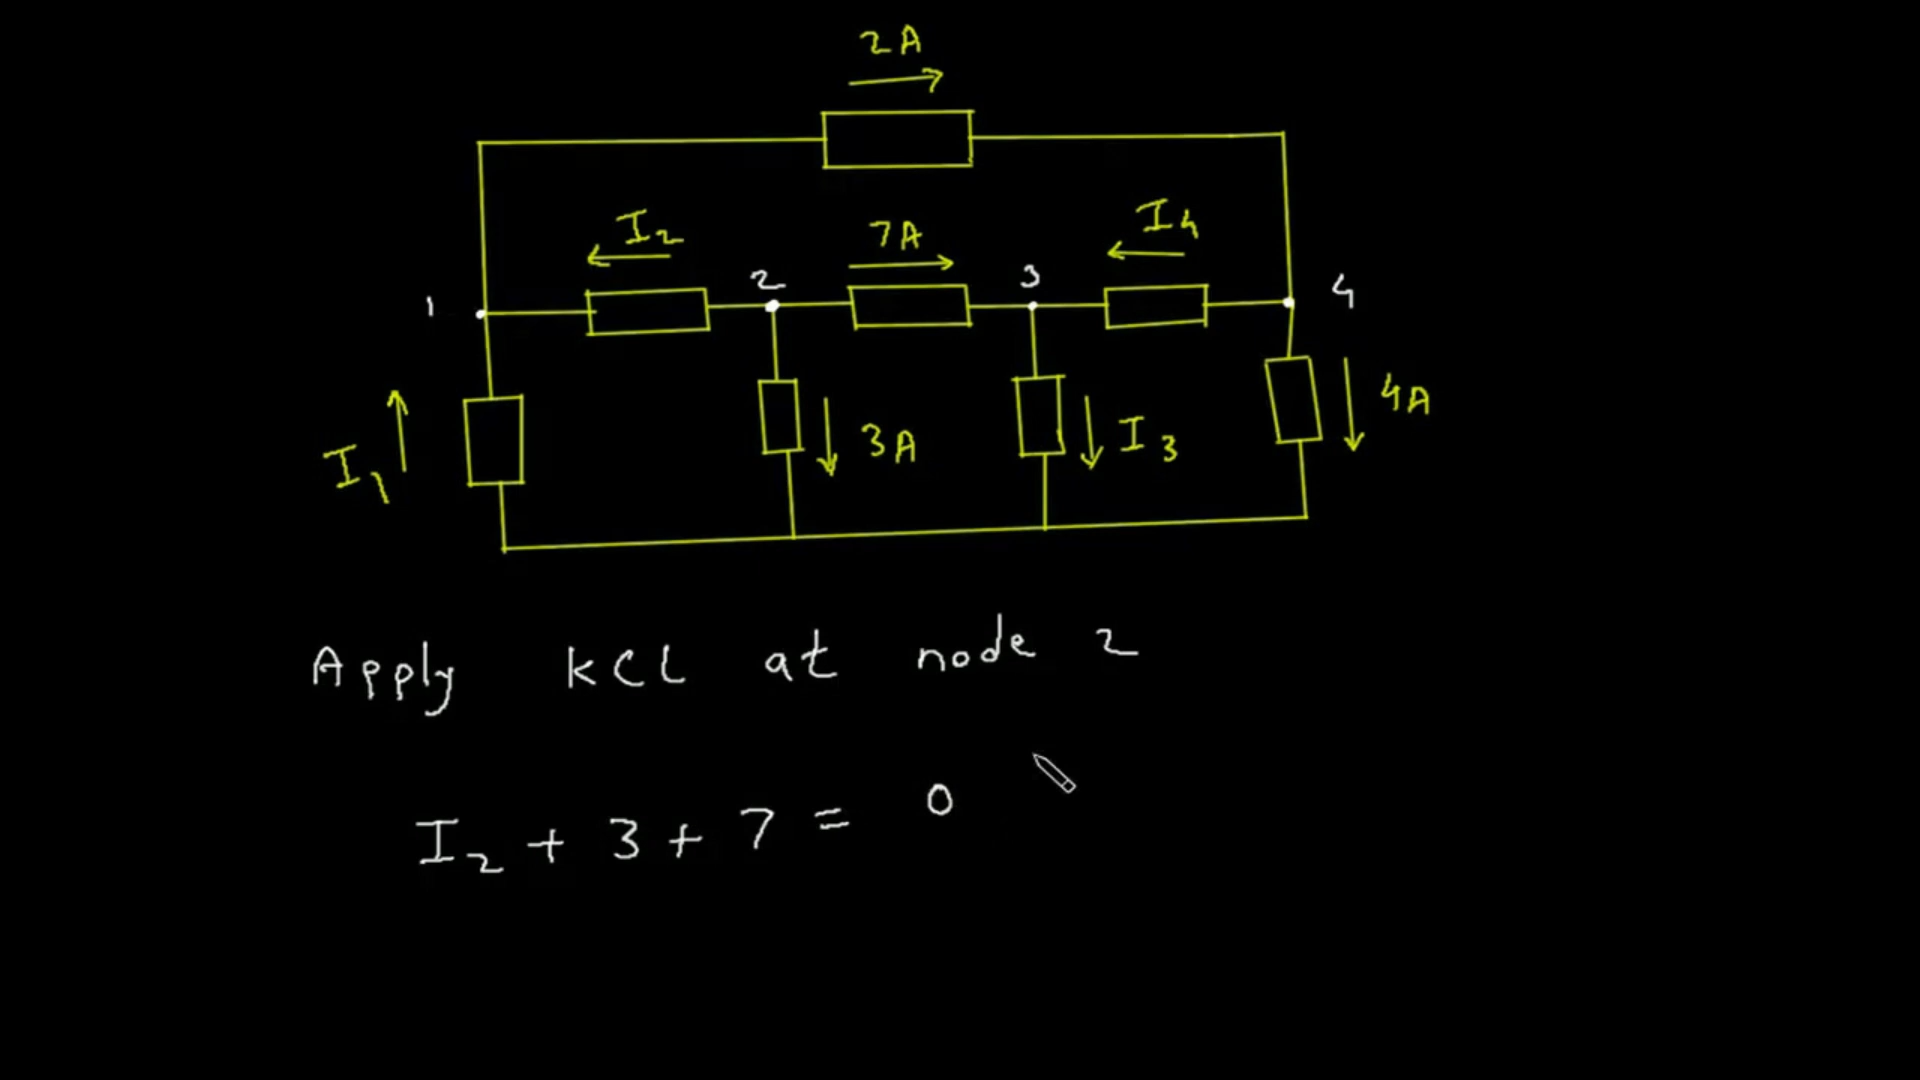 2A
I2
7A
I4
1
2
3
4
I1
3A
I3
4A
Apply KCL at node 2
I2 + 3 + 7 = 0